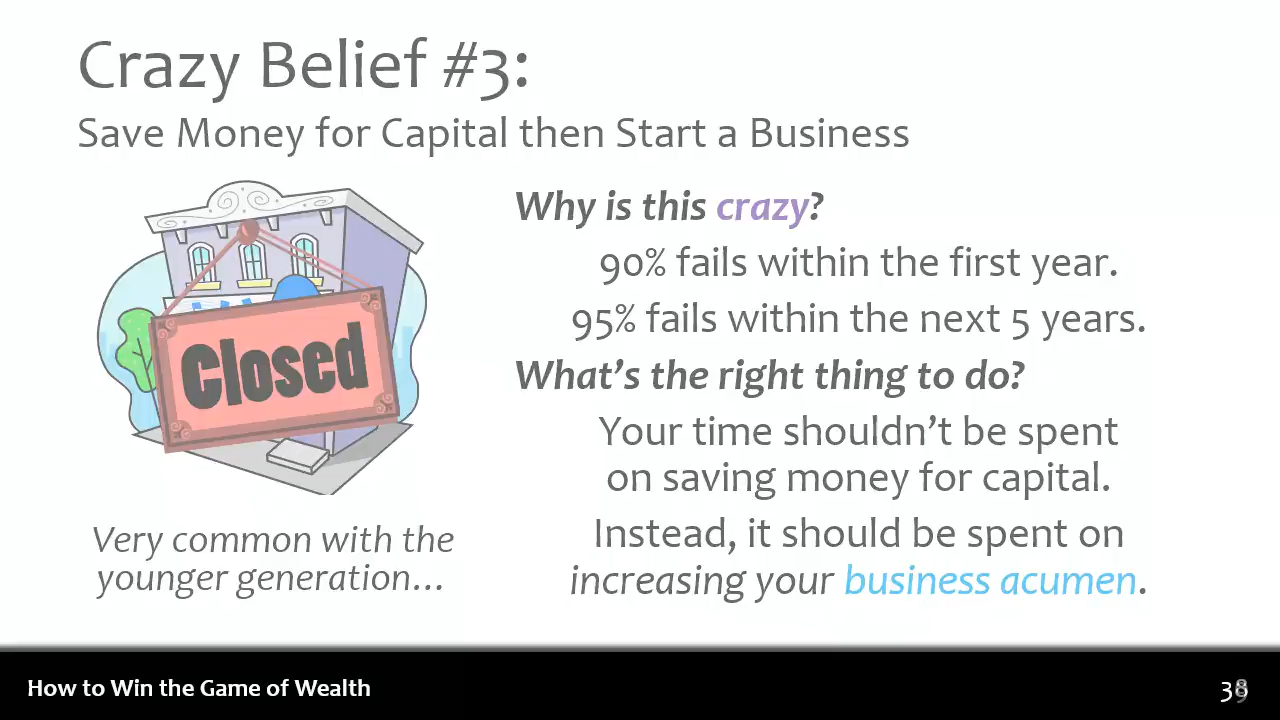 Crazy Belief #3:
Save Money for Capital then Start a Business
Closed
Very common with the
younger generation...
Why is this crazy?
90% fails within the first year.
95% fails within the next 5 years.
What's the right thing to do?
Your time shouldn't be spent
on saving money for capital.
Instead, it should be spent on
increasing your business acumen.
How to Win the Game of Wealth